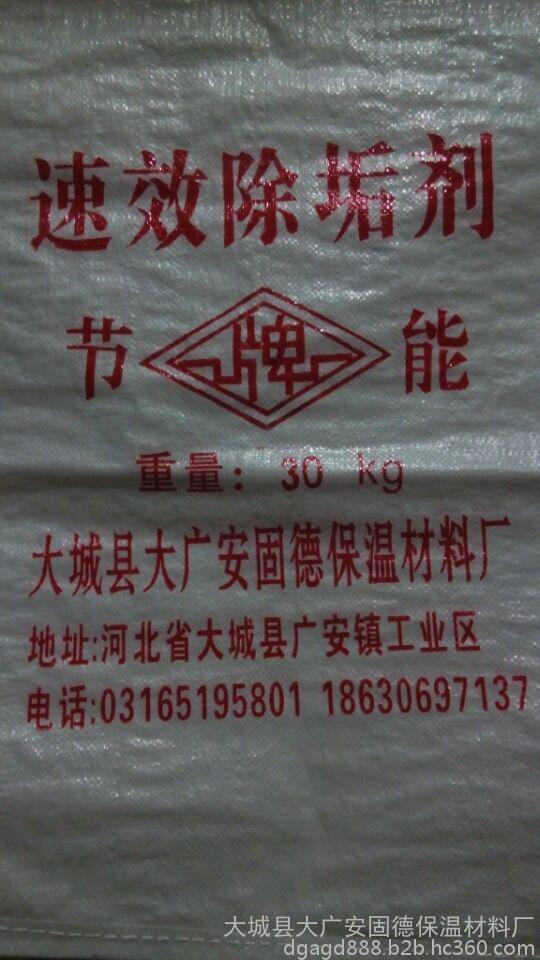 速效除垢剂
节牌能
重量: 30 kg
大城县大广安固德保温材料厂
地址:河北省大城县广安镇工业区
电话:03165195801 18630697137
大城县大广安固德保温材料厂
dgagd888.b2b.hc360.com